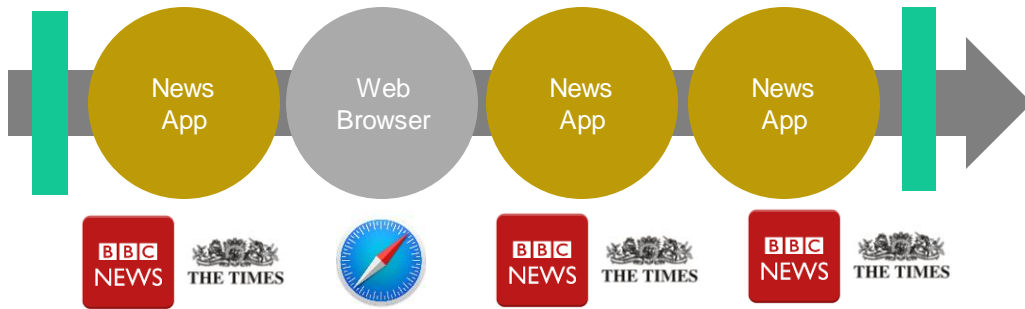 News
App
Web
Browser
News
App
News
App
BBC
NEWS
THE TIMES
BBC
NEWS
THE TIMES
BBC
NEWS
THE TIMES